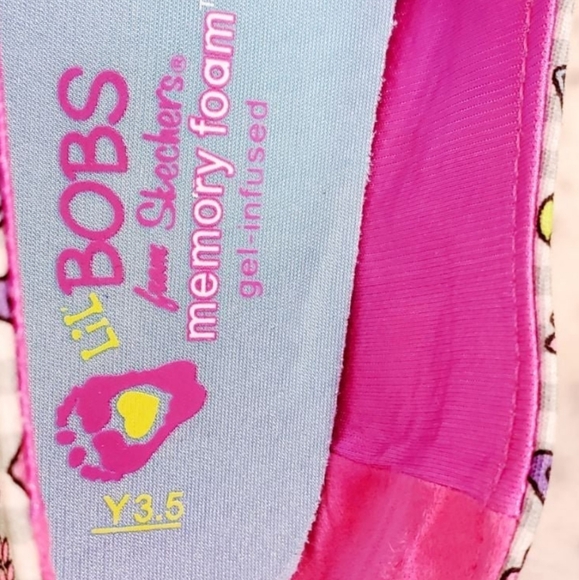 LiL' BOBS
from Skechers®
memory foam™
gel-infused
Y3.5